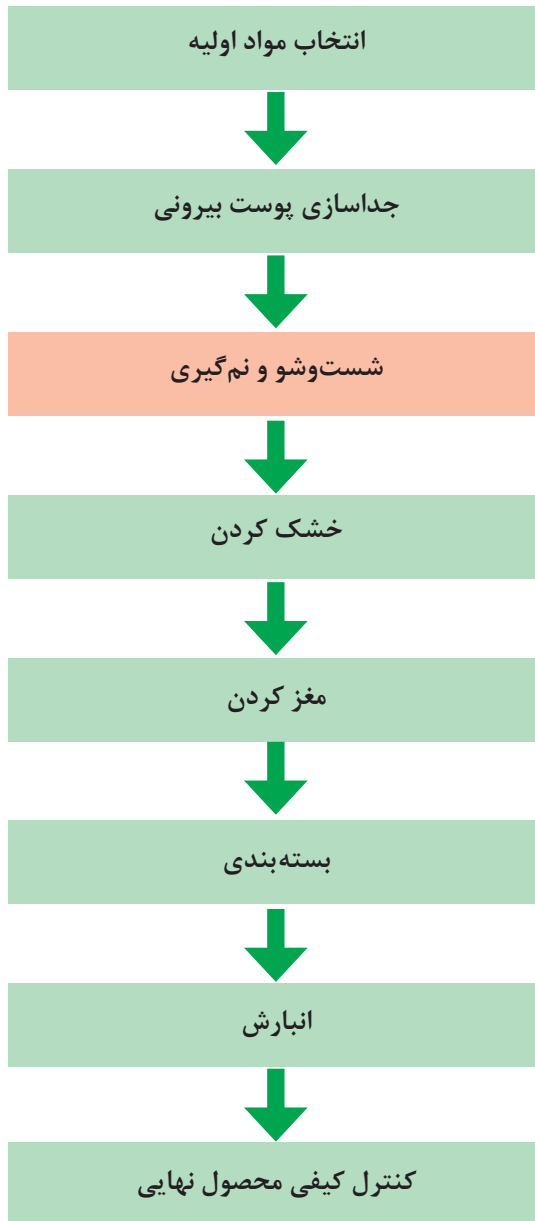 انتخاب مواد اولیه
جداسازی پوست بیرونی
شست‌وشو و نم‌گیری
خشک کردن
مغز کردن
بسته‌بندی
انبارش
کنترل کیفی محصول نهایی